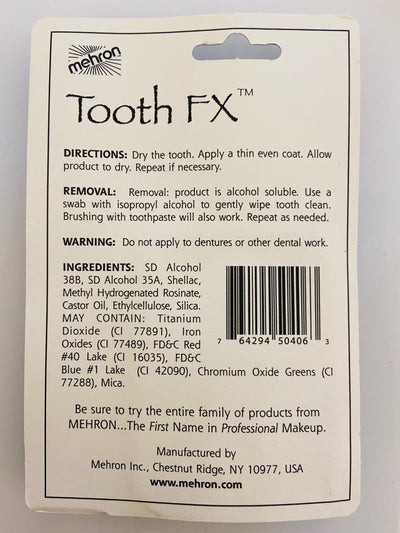 mehron
Tooth FX™
DIRECTIONS: Dry the tooth. Apply a thin even coat. Allow
product to dry. Repeat if necessary.
REMOVAL: Removal: product is alcohol soluble. Use a
swab with isopropyl alcohol to gently wipe tooth clean.
Brushing with toothpaste will also work. Repeat as needed.
WARNING: Do not apply to dentures or other dental work.
INGREDIENTS: SD Alcohol
38B, SD Alcohol 35A, Shellac,
Methyl Hydrogenated Rosinate,
Castor Oil, Ethylcellulose, Silica.
MAY CONTAIN: Titanium
Dioxide (CI 77891), Iron
Oxides (CI 77489), FD&C Red
#40 Lake (CI 16035), FD&C
Blue #1 Lake (CI 42090), Chromium Oxide Greens (CI
77288), Mica.
7 64294 50406 3
Be sure to try the entire family of products from
MEHRON...The First Name in Professional Makeup.
Manufactured by
Mehron Inc., Chestnut Ridge, NY 10977, USA
www.mehron.com